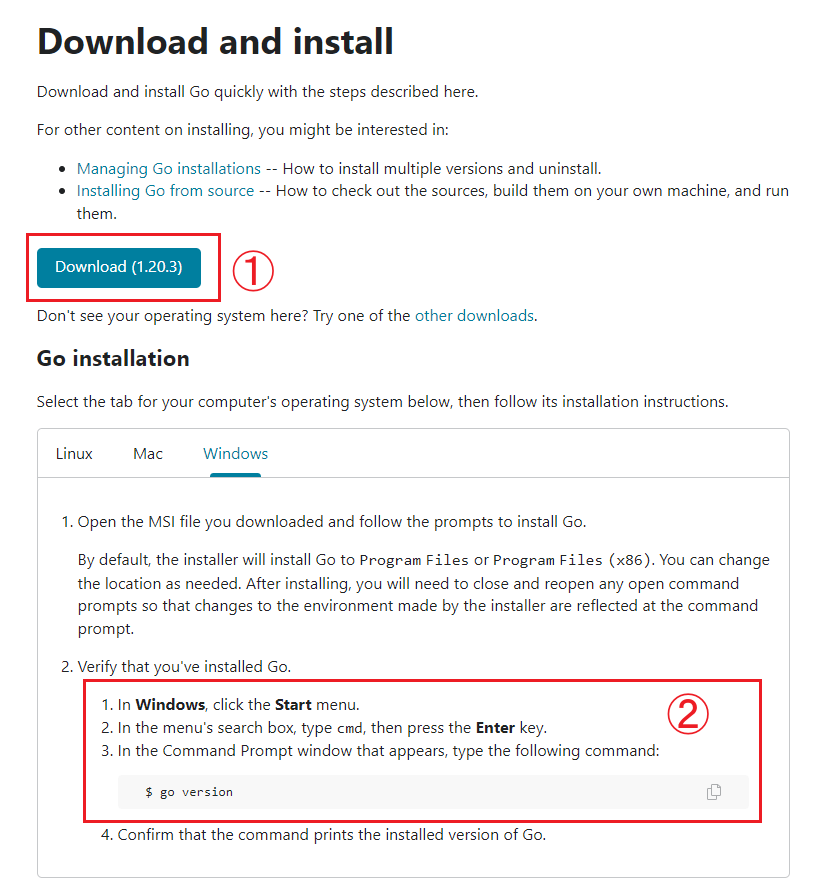 Download and install
Download and install Go quickly with the steps described here.
For other content on installing, you might be interested in:
• Managing Go installations -- How to install multiple versions and uninstall.
• Installing Go from source -- How to check out the sources, build them on your own machine, and run
them.
Download (1.20.3)
①
Don't see your operating system here? Try one of the other downloads.
Go installation
Select the tab for your computer's operating system below, then follow its installation instructions.
Linux Mac Windows
1. Open the MSI file you downloaded and follow the prompts to install Go.
By default, the installer will install Go to Program Files or Program Files (x86). You can change
the location as needed. After installing, you will need to close and reopen any open command
prompts so that changes to the environment made by the installer are reflected at the command
prompt.
2. Verify that you've installed Go.
1. In Windows, click the Start menu.
②
2. In the menu's search box, type cmd, then press the Enter key.
3. In the Command Prompt window that appears, type the following command:
$ go version
4. Confirm that the command prints the installed version of Go.